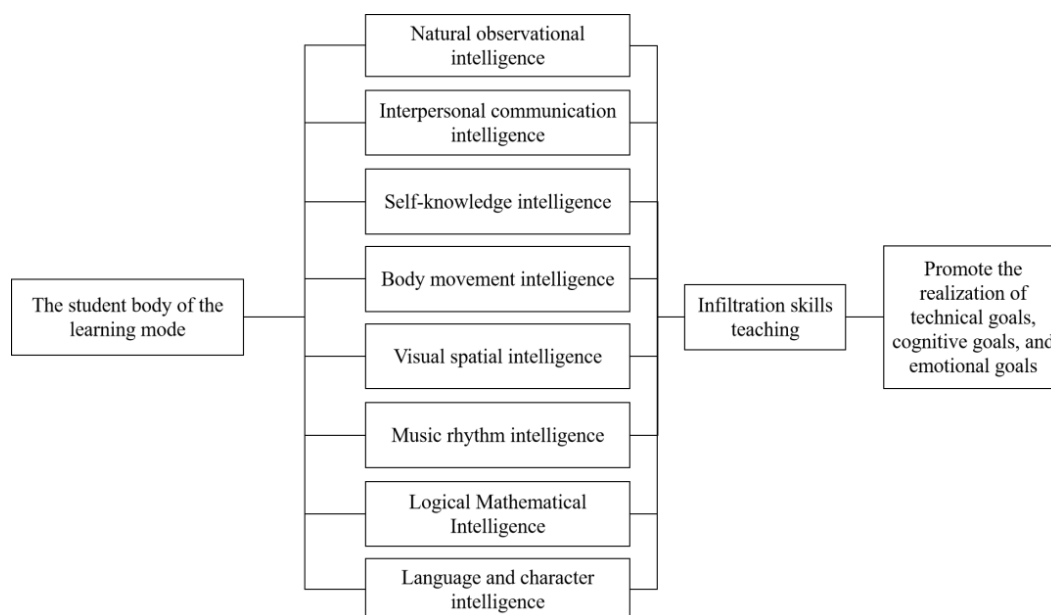 The student body of the
learning mode
Natural observational
intelligence
Interpersonal communication
intelligence
Self-knowledge intelligence
Body movement intelligence
Visual spatial intelligence
Music rhythm intelligence
Logical Mathematical
Intelligence
Language and character
intelligence
Infiltration skills
teaching
Promote the
realization of
technical goals,
cognitive goals, and
emotional goals